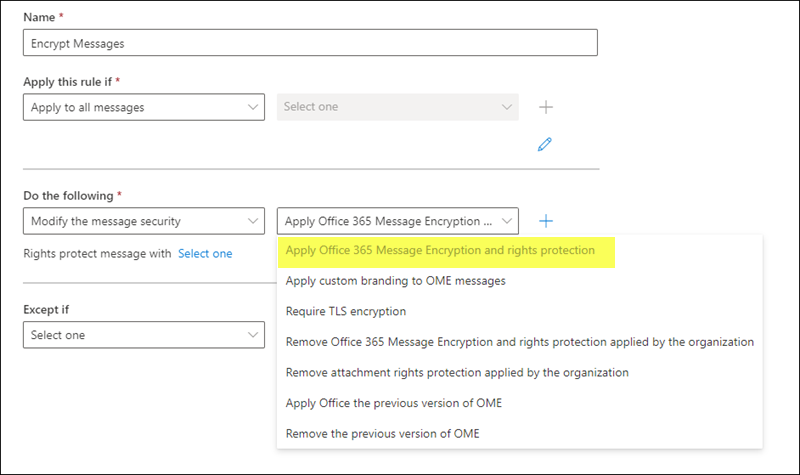 Name *
Encrypt Messages
Apply this rule if *
Apply to all messages
Select one
Do the following *
Modify the message security
Apply Office 365 Message Encryption ...
Rights protect message with Select one
Apply Office 365 Message Encryption and rights protection
Apply custom branding to OME messages
Require TLS encryption
Remove Office 365 Message Encryption and rights protection applied by the organization
Remove attachment rights protection applied by the organization
Apply Office the previous version of OME
Remove the previous version of OME
Except if
Select one